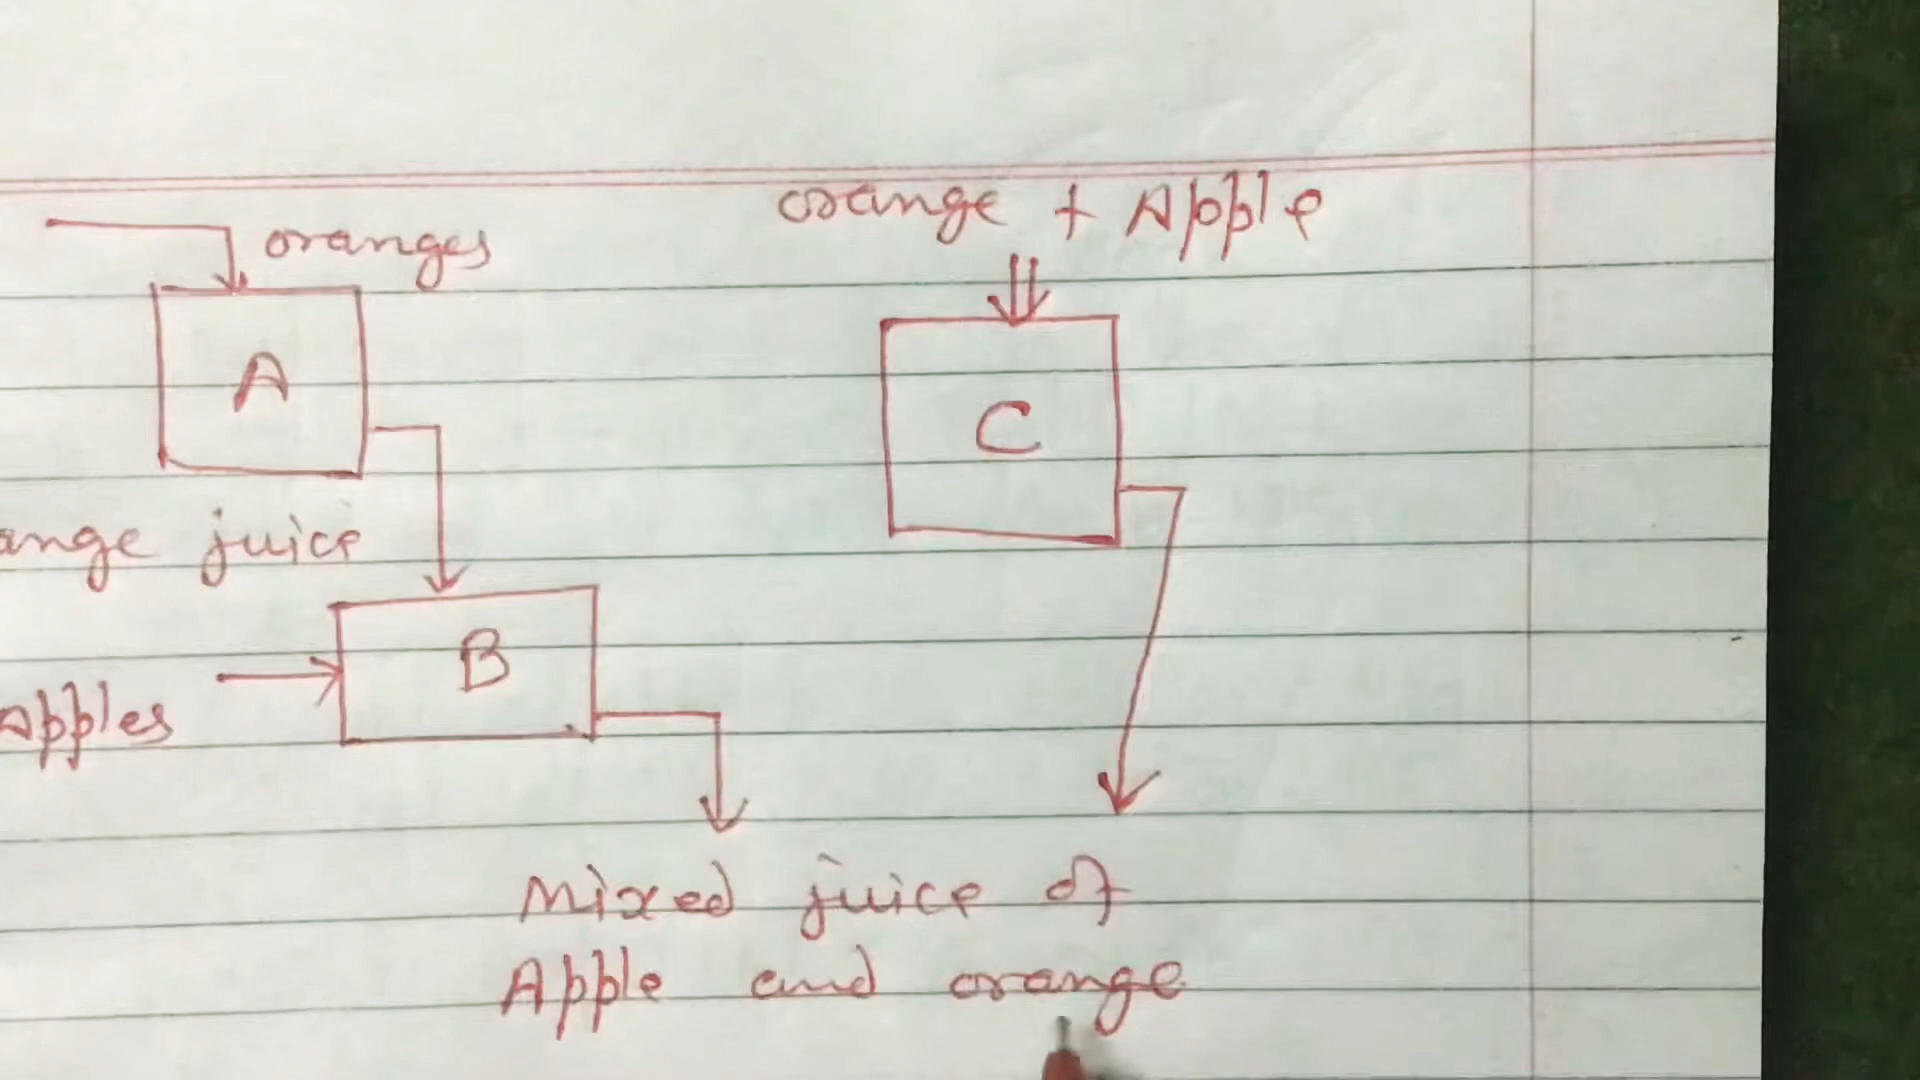 orange + Apple
oranges
A
C
ange juice
B
Apples
Mixed juice of
Apple and orange